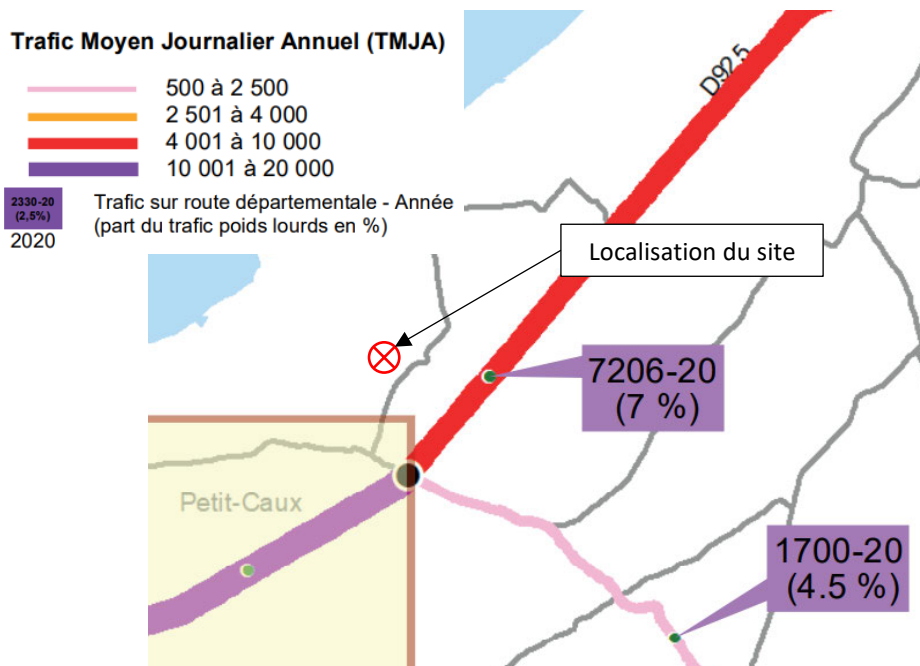 Trafic Moyen Journalier Annuel (TMJA)
500 à 2 500
2 501 à 4 000
4 001 à 10 000
10 001 à 20 000
2330-20
(2,5%)
2020
Trafic sur route départementale - Année
(part du trafic poids lourds en %)
D92.5
Localisation du site
7206-20
(7 %)
Petit-Caux
1700-20
(4.5 %)